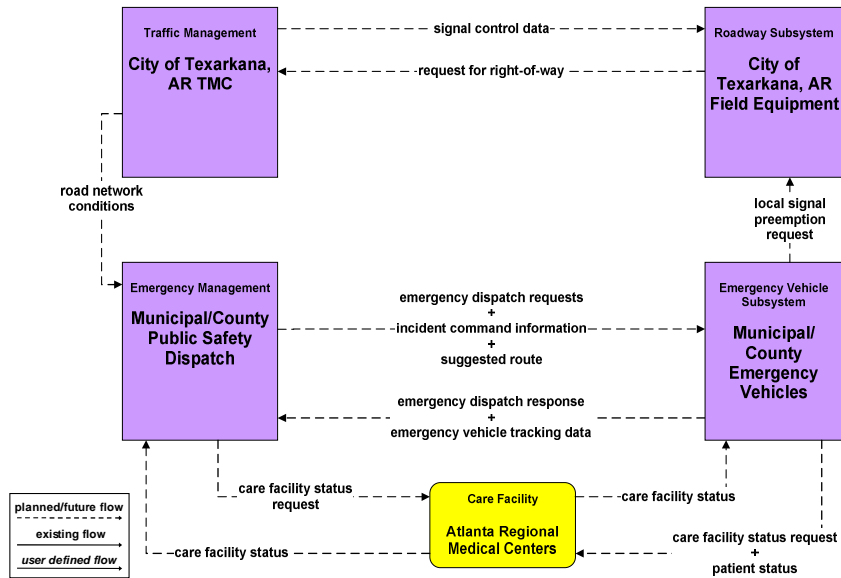 Traffic Management
City of Texarkana,
AR TMC
signal control data
request for right-of-way
Roadway Subsystem
City of
Texarkana, AR
Field Equipment
road network
conditions
local signal
preemption
request
Emergency Management
Municipal/County
Public Safety
Dispatch
emergency dispatch requests
+
incident command information
+
suggested route
Emergency Vehicle
Subsystem
Municipal/
County
Emergency
Vehicles
emergency dispatch response
+
emergency vehicle tracking data
care facility status
request
Care Facility
Atlanta Regional
Medical Centers
care facility status
care facility status
care facility status request
+
patient status
planned/future flow
existing flow
user defined flow